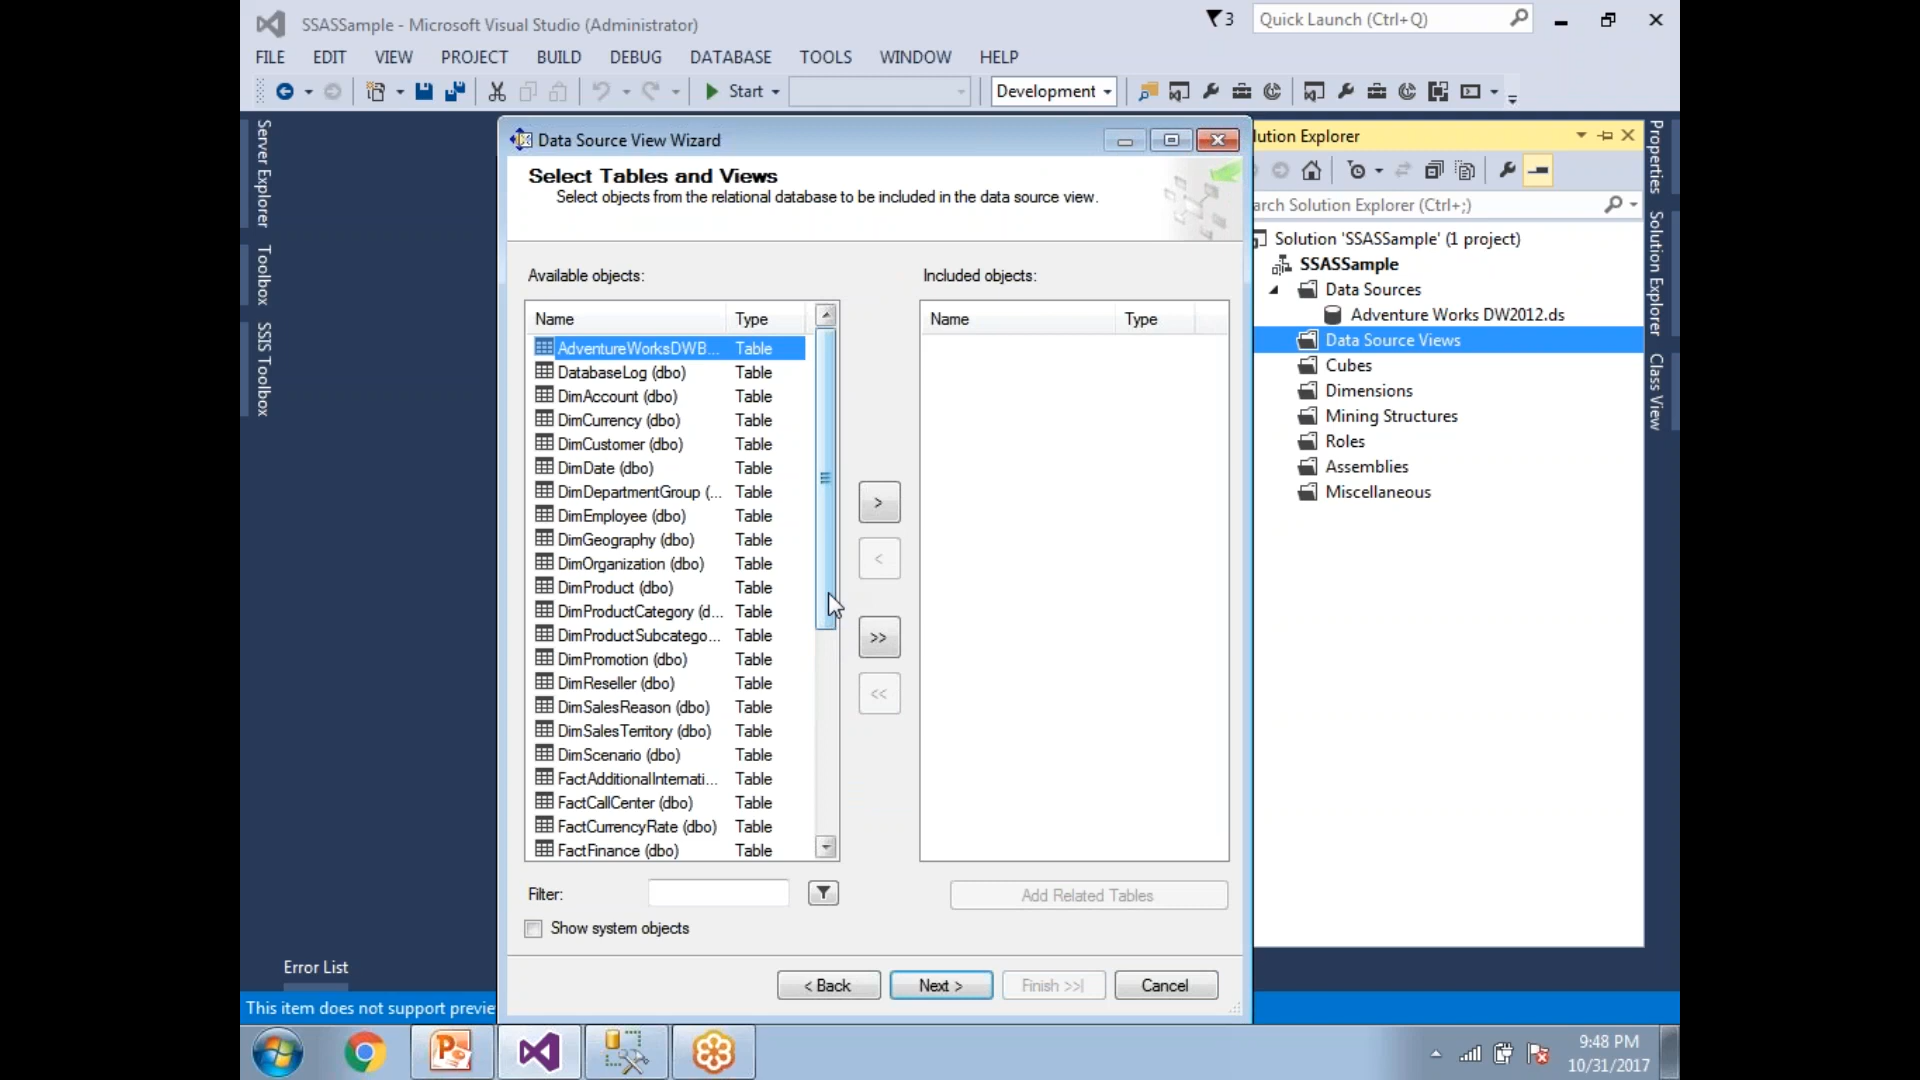 SSASSample - Microsoft Visual Studio (Administrator)
3
Quick Launch (Ctrl+Q)
FILE EDIT VIEW PROJECT BUILD DEBUG DATABASE TOOLS WINDOW HELP
Start
Development
Server Explorer
Toolbox
SSIS Toolbox
Data Source View Wizard
Select Tables and Views
Select objects from the relational database to be included in the data source view.
Available objects:
Name Type
AdventureWorksDWB... Table
DatabaseLog (dbo) Table
DimAccount (dbo) Table
DimCurrency (dbo) Table
DimCustomer (dbo) Table
DimDate (dbo) Table
DimDepartmentGroup (... Table
DimEmployee (dbo) Table
DimGeography (dbo) Table
DimOrganization (dbo) Table
DimProduct (dbo) Table
DimProductCategory (d... Table
DimProductSubcatego... Table
DimPromotion (dbo) Table
DimReseller (dbo) Table
DimSalesReason (dbo) Table
DimSalesTerritory (dbo) Table
DimScenario (dbo) Table
FactAdditionalInternati... Table
FactCallCenter (dbo) Table
FactCurrencyRate (dbo) Table
FactFinance (dbo) Table
>
<
>>
<<
Included objects:
Name Type
Filter:
Add Related Tables
Show system objects
< Back Next > Finish >>| Cancel
lution Explorer
arch Solution Explorer (Ctrl+;)
Solution 'SSASSample' (1 project)
SSASSample
Data Sources
Adventure Works DW2012.ds
Data Source Views
Cubes
Dimensions
Mining Structures
Roles
Assemblies
Miscellaneous
Properties
Solution Explorer
Class View
Error List
This item does not support previe
9:48 PM
10/31/2017